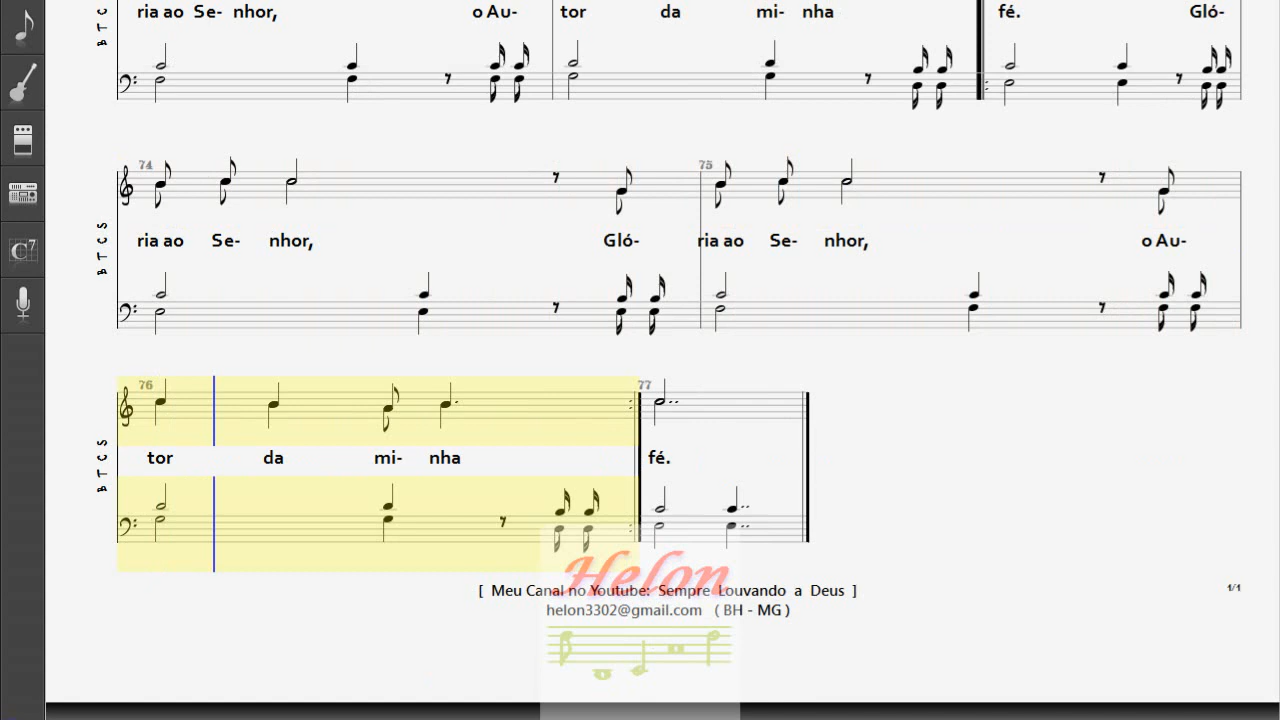 ria ao Se- nhor, o Au- tor da mi- nha fé. Gló-
B T C S
74 75
ria ao Se- nhor, Gló- ria ao Se- nhor, o Au-
B T C S
C7
76 77
tor da mi- nha fé.
B T C S
Helon
[ Meu Canal no Youtube: Sempre Louvando a Deus ]
1/1
helon3302@gmail.com ( BH - MG )